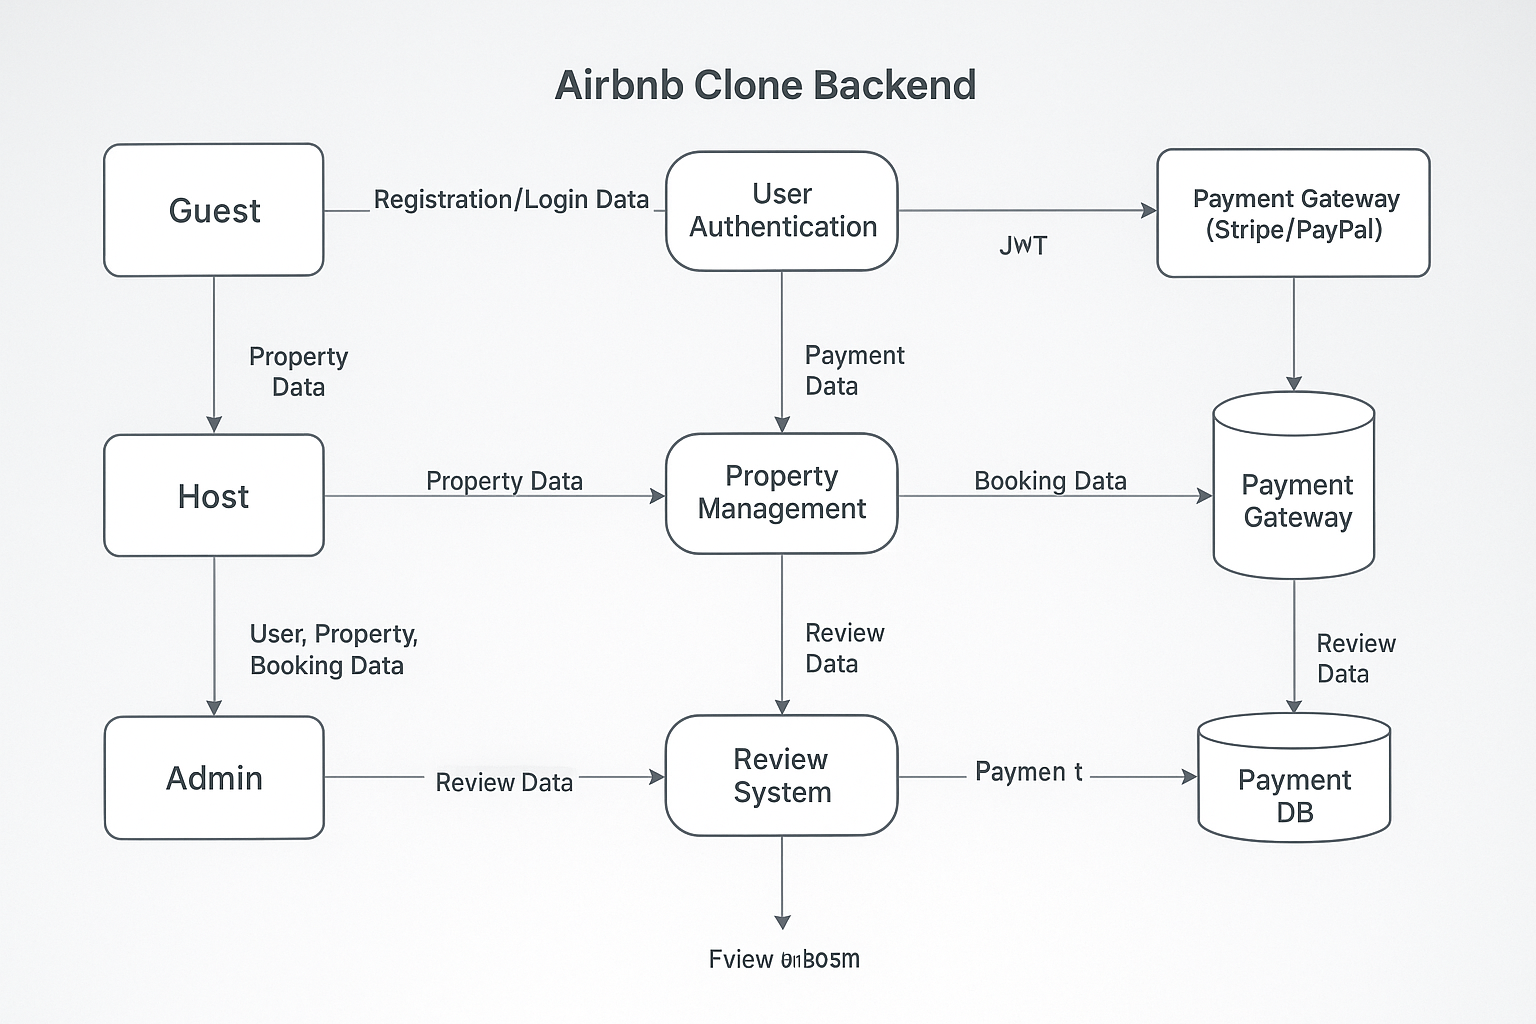 Airbnb Clone Backend
Guest
Registration/Login Data
User
Authentication
JWT
Payment Gateway
(Stripe/PayPal)
Property
Data
Payment
Data
Host
Property Data
Property
Management
Booking Data
Payment
Gateway
User, Property,
Booking Data
Review
Data
Review
Data
Admin
Review Data
Review
System
Paymen t
Payment
DB
Fview